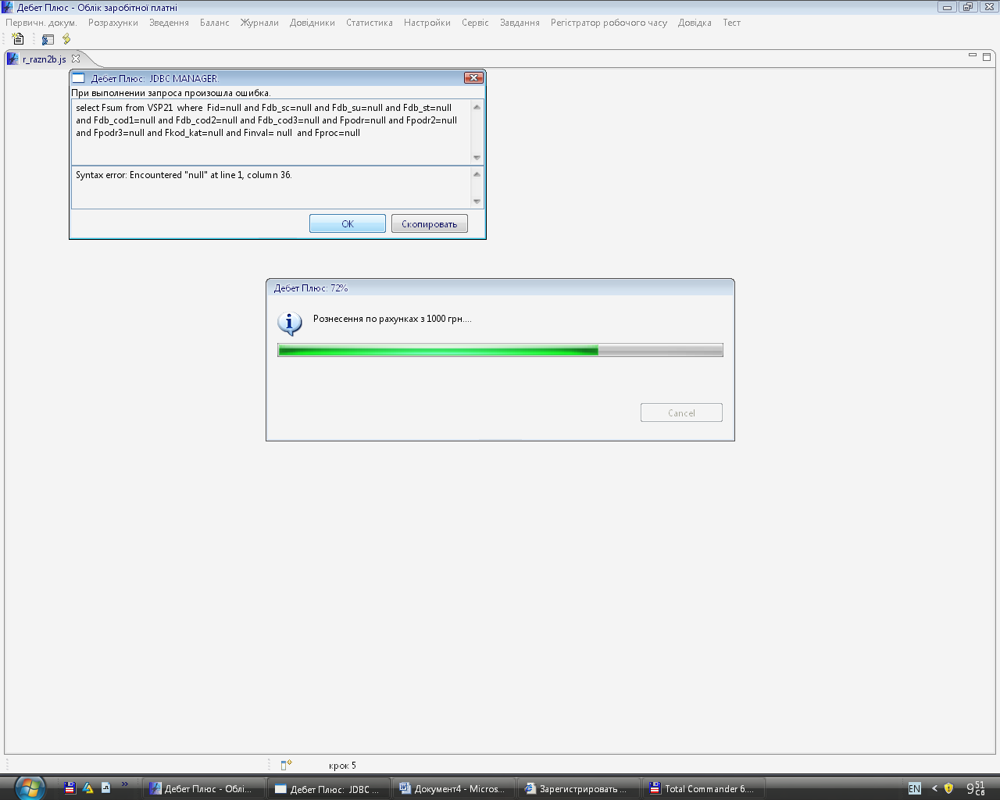 Дебет Плюс - Облік заробітної платні
Первичн. докум. Розрахунки Зведення Баланс Журнали Довідники Статистика Настройки Сервіс Завдання Регістратор робочого часу Довідка Тест
r_razn2b.js
Дебет Плюс: JDBC MANAGER.
При выполнении запроса произошла ошибка.
select Fsum from VSP21 where Fid=null and Fdb_sc=null and Fdb_su=null and Fdb_st=null
and Fdb_cod1=null and Fdb_cod2=null and Fdb_cod3=null and Fpodr=null and Fpodr2=null
and Fpodr3=null and Fkod_kat=null and Finval= null and Fproc=null
Syntax error: Encountered "null" at line 1, column 36.
OK Скопировать
Дебет Плюс: 72%
Рознесення по рахунках з 1000 грн....
Cancel
крок 5
Дебет Плюс - Облі... Дебет Плюс: JDBC ... Документ4 - Micros... Зарегистрировать ... Total Commander 6.... EN 9 51 Сб